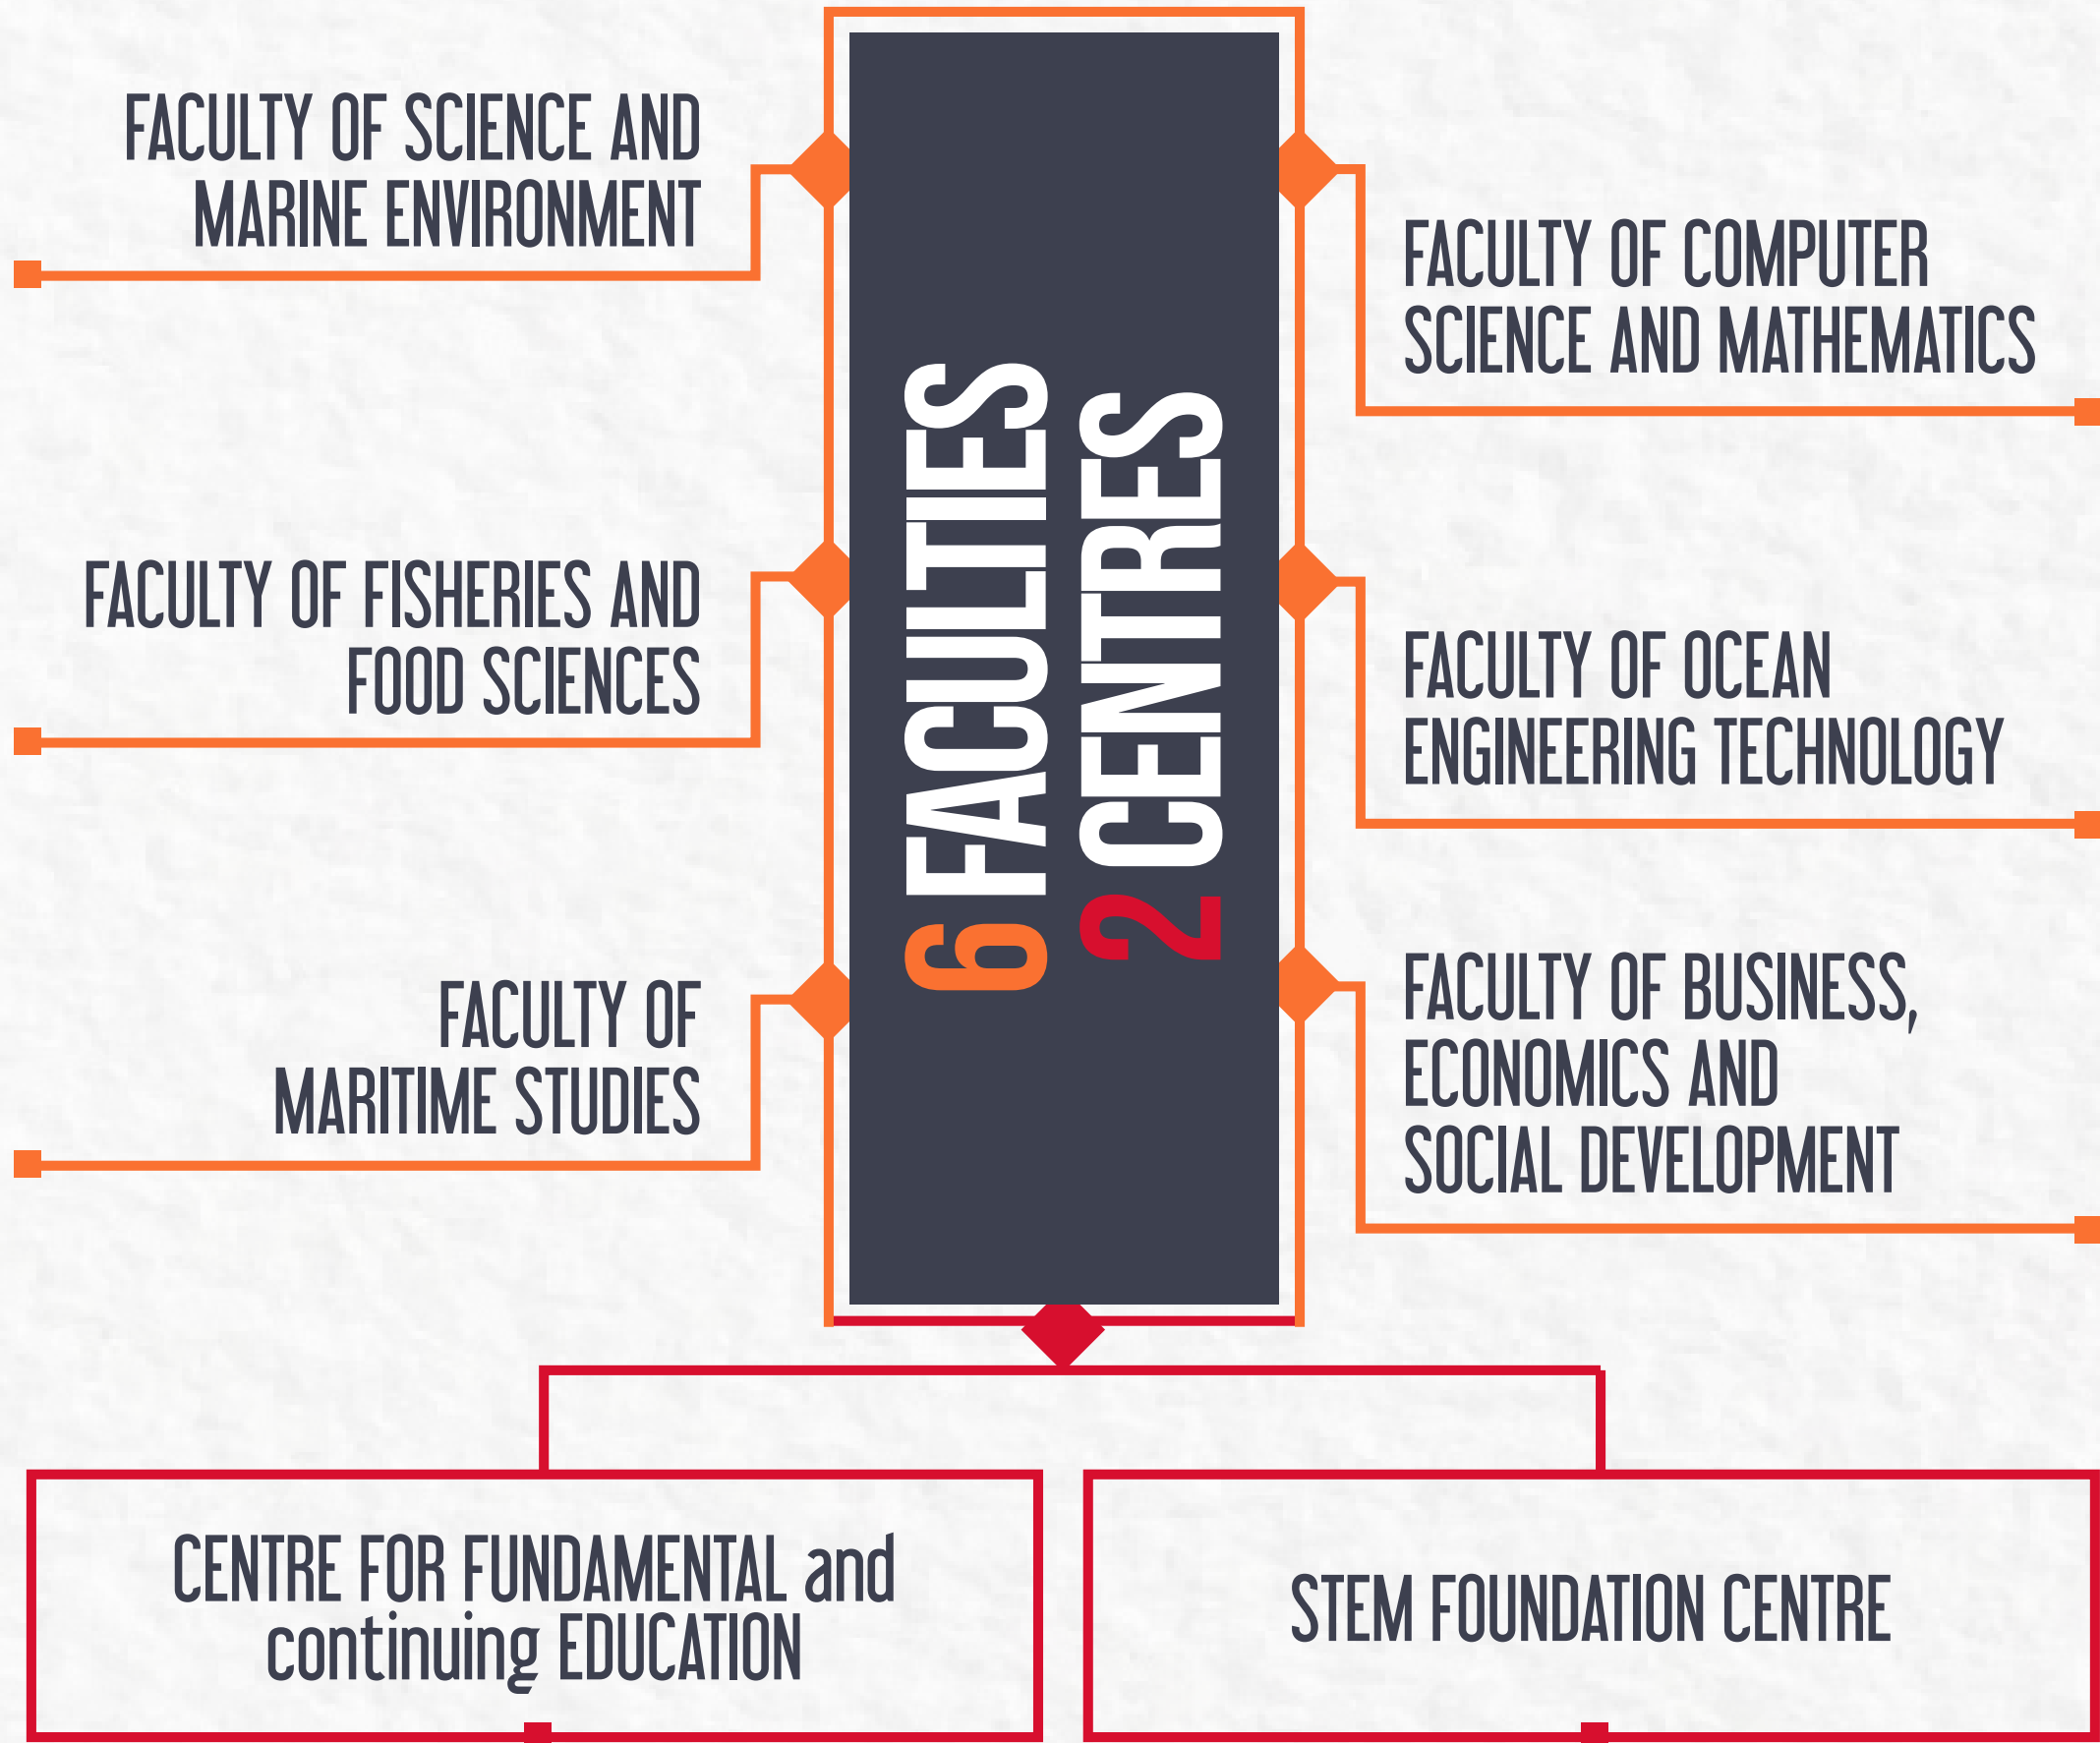 FACULTY OF SCIENCE AND
MARINE ENVIRONMENT
FACULTY OF FISHERIES AND
FOOD SCIENCES
FACULTY OF
MARITIME STUDIES
6 FACULTIES
2 CENTRES
FACULTY OF COMPUTER
SCIENCE AND MATHEMATICS
FACULTY OF OCEAN
ENGINEERING TECHNOLOGY
FACULTY OF BUSINESS,
ECONOMICS AND
SOCIAL DEVELOPMENT
CENTRE FOR FUNDAMENTAL and
continuing EDUCATION
STEM FOUNDATION CENTRE